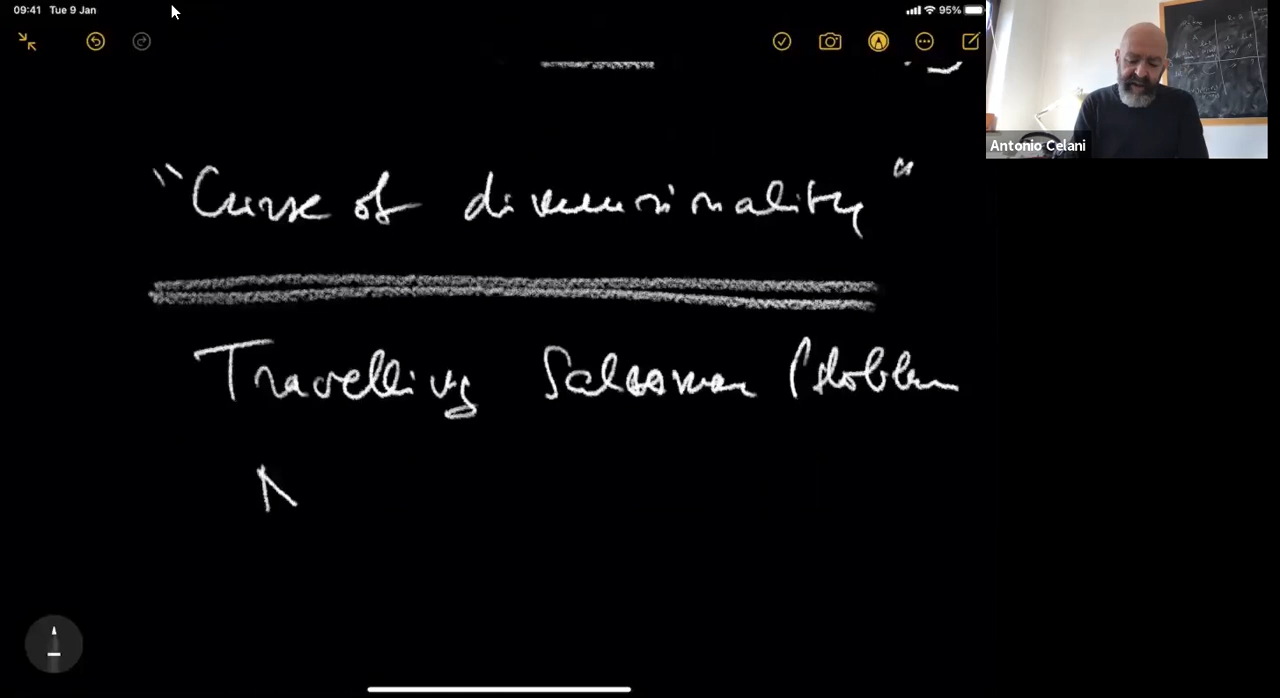 09:41 Tue 9 Jan 95%
"Curse of dimensionality"
Travelling Salesman Problem
Antonio Celani